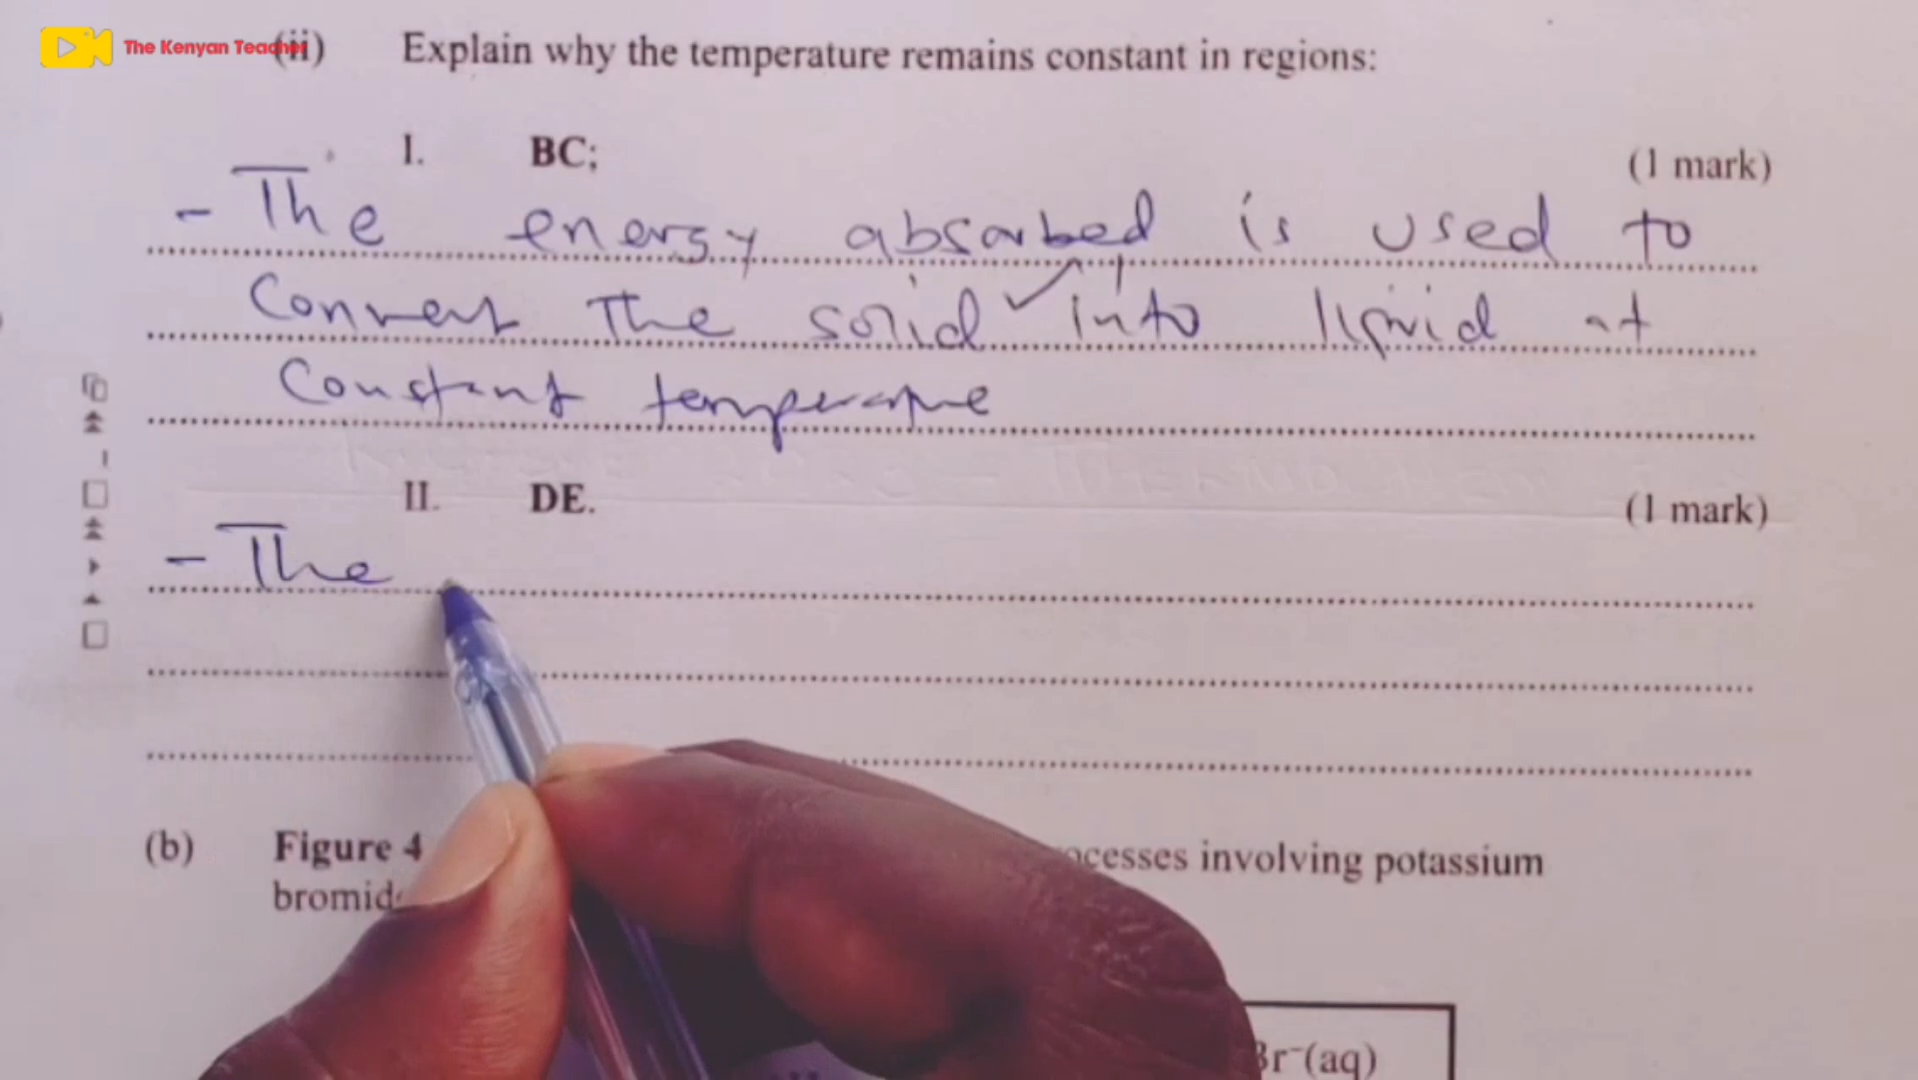 The Kenyan Teacher
(ii) Explain why the temperature remains constant in regions:
I. BC; (1 mark)
- The energy absorbed is used to
Convert the solid into liquid at
Constant temperature
II. DE. (1 mark)
- The
(b) Figure 4 involving potassium
Br⁻(aq)